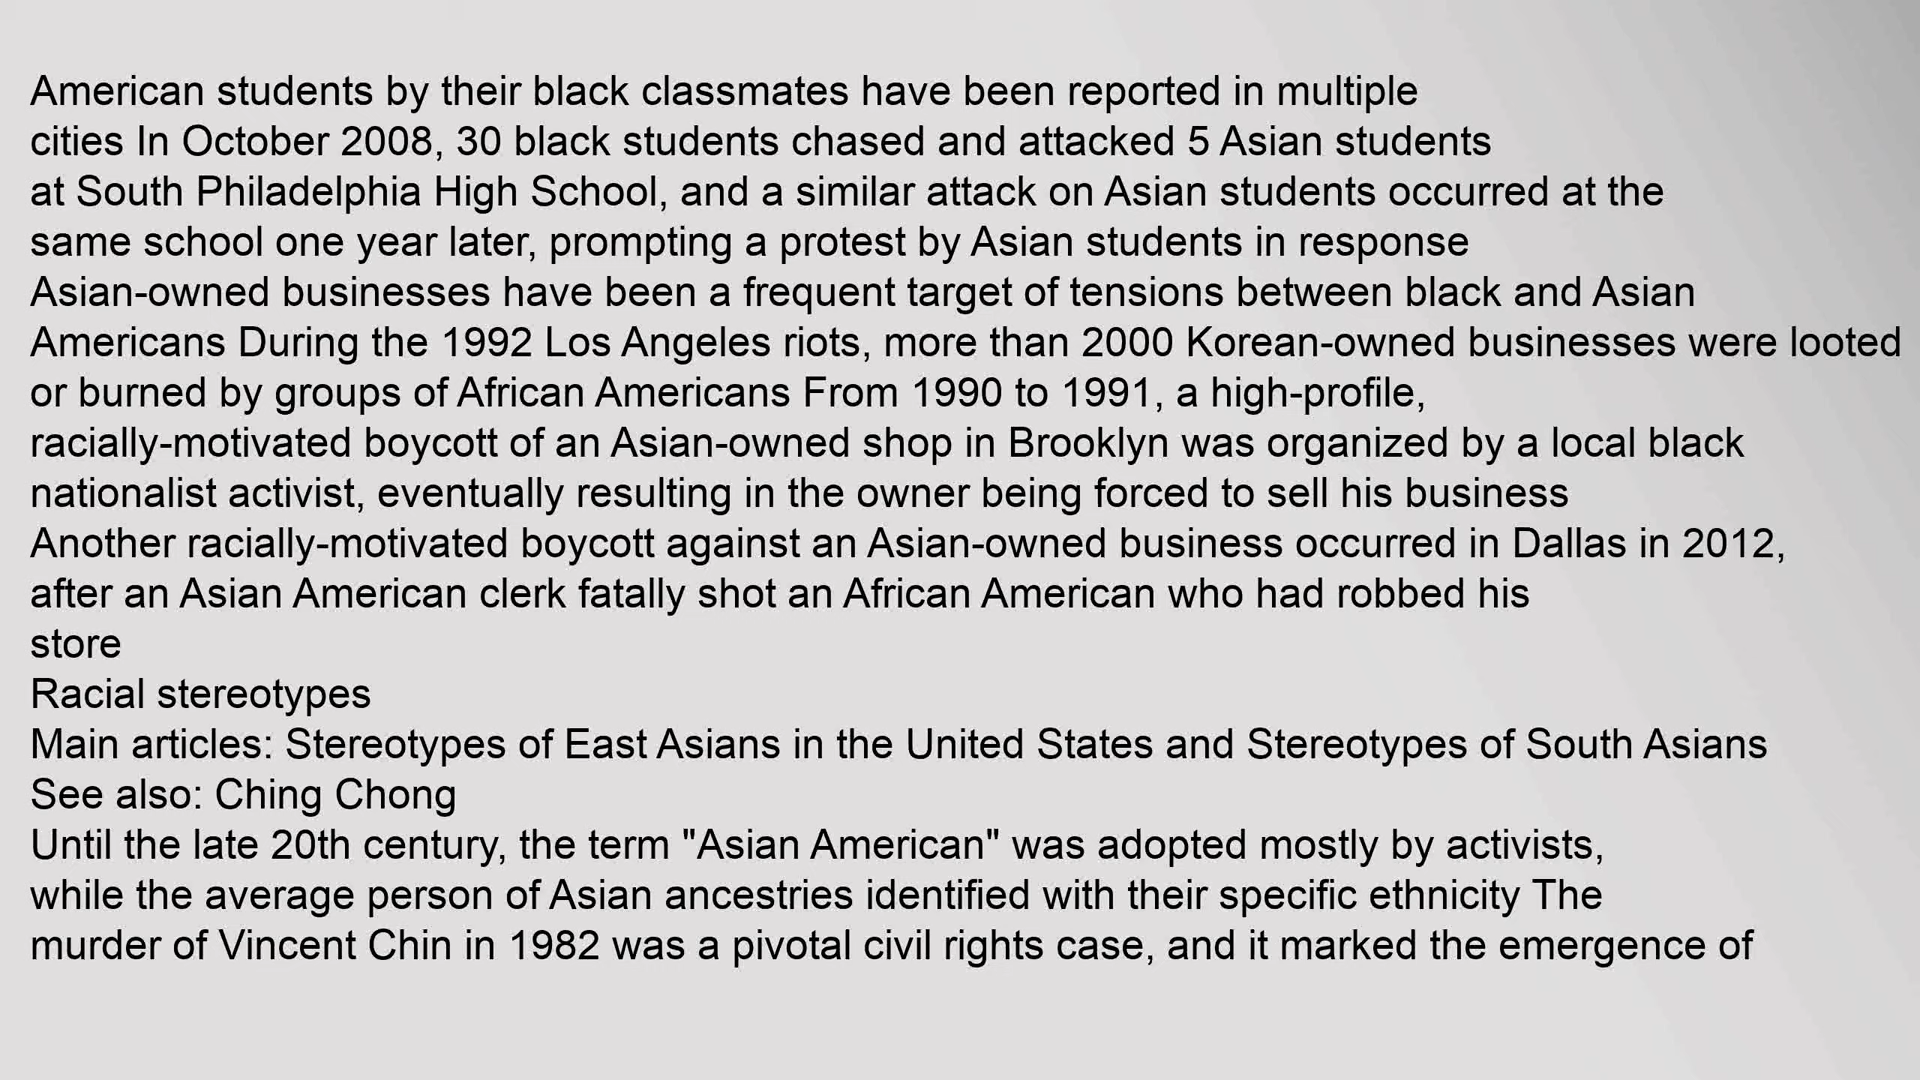 American students by their black classmates have been reported in multiple
cities In October 2008, 30 black students chased and attacked 5 Asian students
at South Philadelphia High School, and a similar attack on Asian students occurred at the
same school one year later, prompting a protest by Asian students in response
Asian-owned businesses have been a frequent target of tensions between black and Asian
Americans During the 1992 Los Angeles riots, more than 2000 Korean-owned businesses were looted
or burned by groups of African Americans From 1990 to 1991, a high-profile,
racially-motivated boycott of an Asian-owned shop in Brooklyn was organized by a local black
nationalist activist, eventually resulting in the owner being forced to sell his business
Another racially-motivated boycott against an Asian-owned business occurred in Dallas in 2012,
after an Asian American clerk fatally shot an African American who had robbed his
store
Racial stereotypes
Main articles: Stereotypes of East Asians in the United States and Stereotypes of South Asians
See also: Ching Chong
Until the late 20th century, the term "Asian American" was adopted mostly by activists,
while the average person of Asian ancestries identified with their specific ethnicity The
murder of Vincent Chin in 1982 was a pivotal civil rights case, and it marked the emergence of